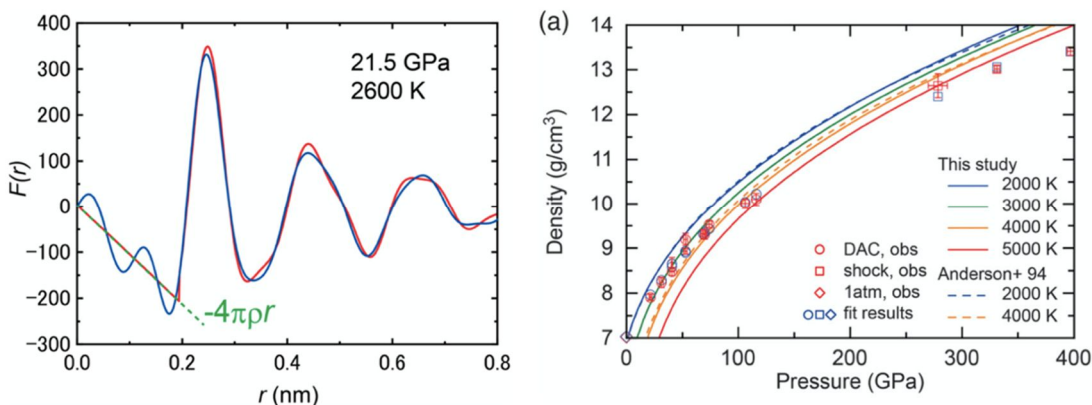 400
300
200
100
0
−100
−200
−300
0.0 0.2 0.4 0.6 0.8
F(r)
r (nm)
21.5 GPa
2600 K
-4πρr
(a)
14
13
12
11
10
9
8
7
0 100 200 300 400
Density (g/cm³)
Pressure (GPa)
DAC, obs
shock, obs
1atm, obs
fit results
This study
2000 K
3000 K
4000 K
5000 K
Anderson+ 94
2000 K
4000 K